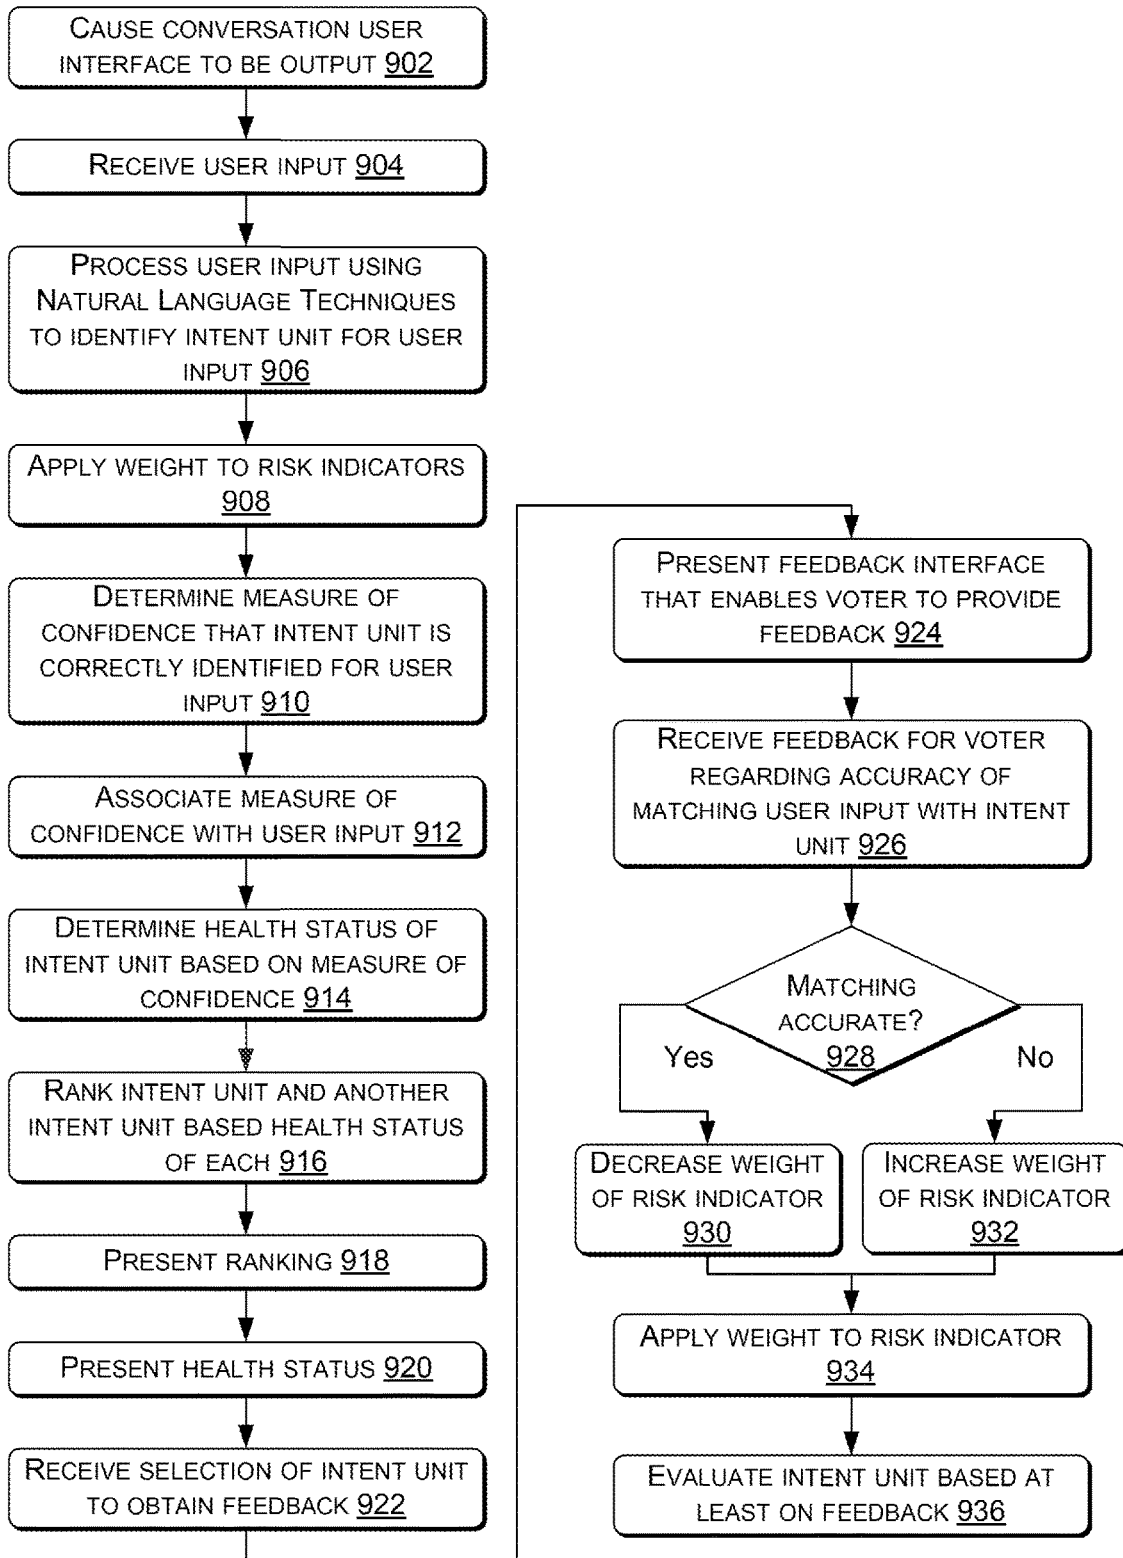 CAUSE CONVERSATION USER
INTERFACE TO BE OUTPUT 902
RECEIVE USER INPUT 904
PROCESS USER INPUT USING
NATURAL LANGUAGE TECHNIQUES
TO IDENTIFY INTENT UNIT FOR USER
INPUT 906
APPLY WEIGHT TO RISK INDICATORS
908
DETERMINE MEASURE OF
CONFIDENCE THAT INTENT UNIT IS
CORRECTLY IDENTIFIED FOR USER
INPUT 910
ASSOCIATE MEASURE OF
CONFIDENCE WITH USER INPUT 912
DETERMINE HEALTH STATUS OF
INTENT UNIT BASED ON MEASURE OF
CONFIDENCE 914
RANK INTENT UNIT AND ANOTHER
INTENT UNIT BASED HEALTH STATUS
OF EACH 916
PRESENT RANKING 918
PRESENT HEALTH STATUS 920
RECEIVE SELECTION OF INTENT UNIT
TO OBTAIN FEEDBACK 922
PRESENT FEEDBACK INTERFACE
THAT ENABLES VOTER TO PROVIDE
FEEDBACK 924
RECEIVE FEEDBACK FOR VOTER
REGARDING ACCURACY OF
MATCHING USER INPUT WITH INTENT
UNIT 926
MATCHING
ACCURATE?
928
Yes
No
DECREASE WEIGHT
OF RISK INDICATOR
930
INCREASE WEIGHT
OF RISK INDICATOR
932
APPLY WEIGHT TO RISK INDICATOR
934
EVALUATE INTENT UNIT BASED AT
LEAST ON FEEDBACK 936